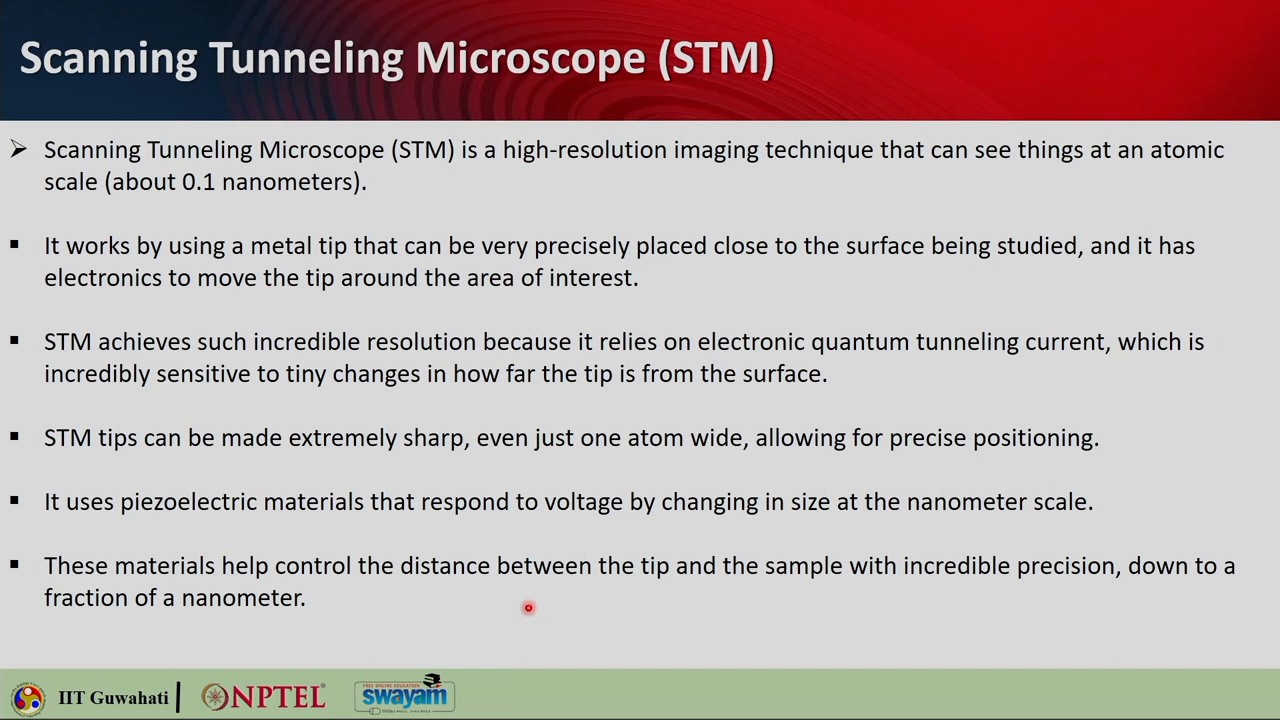 Scanning Tunneling Microscope (STM)
Scanning Tunneling Microscope (STM) is a high-resolution imaging technique that can see things at an atomic
scale (about 0.1 nanometers).
It works by using a metal tip that can be very precisely placed close to the surface being studied, and it has
electronics to move the tip around the area of interest.
STM achieves such incredible resolution because it relies on electronic quantum tunneling current, which is
incredibly sensitive to tiny changes in how far the tip is from the surface.
STM tips can be made extremely sharp, even just one atom wide, allowing for precise positioning.
It uses piezoelectric materials that respond to voltage by changing in size at the nanometer scale.
These materials help control the distance between the tip and the sample with incredible precision, down to a
fraction of a nanometer.
IIT Guwahati
NPTEL
FREE ONLINE EDUCATION
swayam